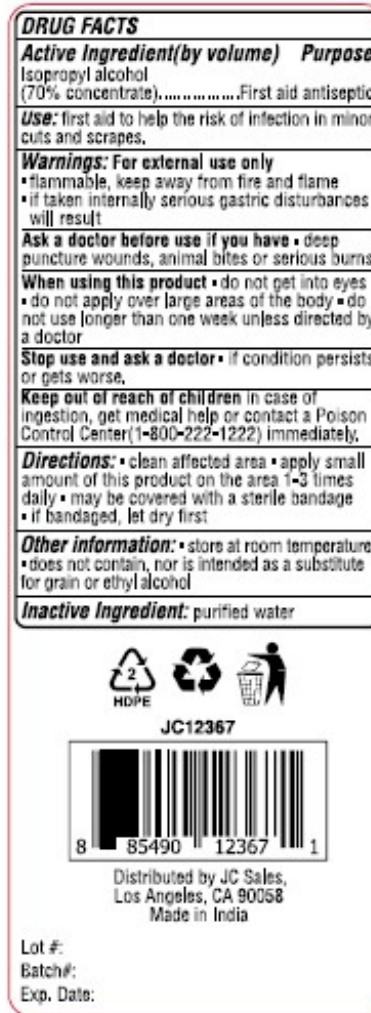 DRUG FACTS
Active Ingredient(by volume) Purpose
Isopropyl alcohol
(70% concentrate).................First aid antiseptic
Use: first aid to help the risk of infection in minor
cuts and scrapes.
Warnings: For external use only
▪ flammable, keep away from fire and flame
▪ if taken internally serious gastric disturbances
will result
Ask a doctor before use if you have ▪ deep
puncture wounds, animal bites or serious burns
When using this product ▪ do not get into eyes
▪ do not apply over large areas of the body ▪ do
not use longer than one week unless directed by
a doctor
Stop use and ask a doctor ▪ if condition persists
or gets worse.
Keep out of reach of children in case of
ingestion, get medical help or contact a Poison
Control Center(1-800-222-1222) immediately.
Directions: ▪ clean affected area ▪ apply small
amount of this product on the area 1-3 times
daily ▪ may be covered with a sterile bandage
▪ if bandaged, let dry first
Other information: ▪ store at room temperature
▪ does not contain, nor is intended as a substitute
for grain or ethyl alcohol
Inactive Ingredient: purified water
2
HDPE
JC12367
8 85490 12367 1
Distributed by JC Sales,
Los Angeles, CA 90058
Made in India
Lot #:
Batch#:
Exp. Date: